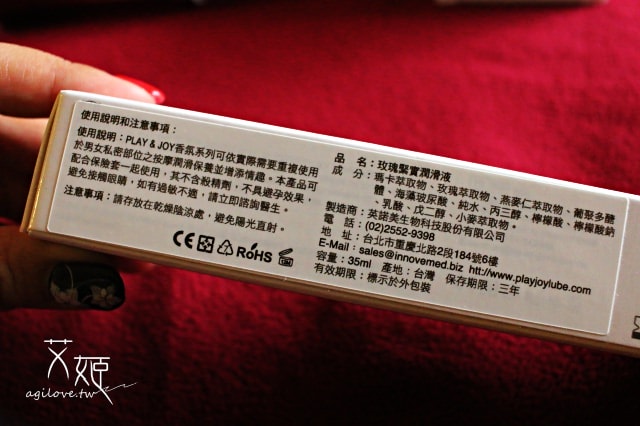 使用說明和注意事項：
使用說明：PLAY & JOY香氛系列可依實際需要重複使用
於男女私密部位之按摩潤滑保養並增添情趣。本產品可
配合保險套一起使用，其不含殺精劑，不具避孕效果，
避免接觸眼睛，如有過敏不適，請立即諮詢醫生。
注意事項：請存放在乾燥陰涼處，避免陽光直射。
CE RoHS
品 名：玫瑰緊實潤滑液
成 分：瑪卡萃取物、玫瑰萃取物、燕麥仁萃取物、葡聚多醣
體、海藻玻尿酸、純水、丙三醇、檸檬酸、檸檬酸鈉
、乳酸、戊二醇、小麥萃取物。
製造商：英諾美生物科技股份有限公司
電 話：(02)2552-9398
地 址：台北市重慶北路2段184號6樓
E-Mail：sales@innovemed.biz htt://www.playjoylube.com
容量：35ml 產地：台灣 保存期限：三年
有效期限：標示於外包裝
艾姬
agilove.tw